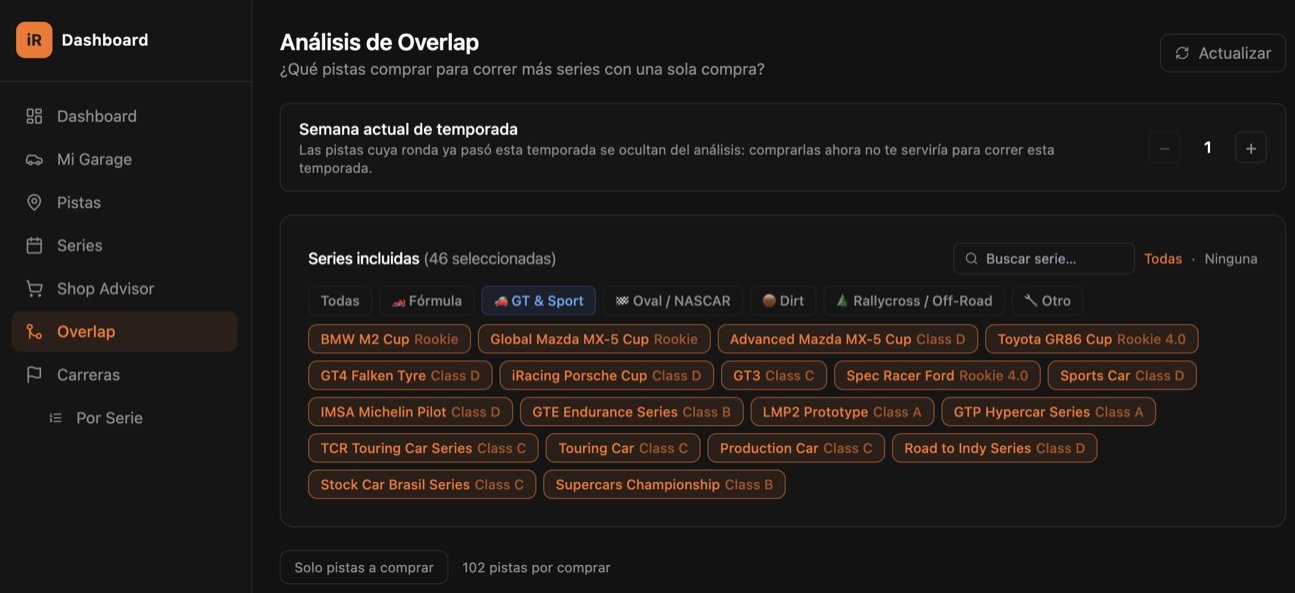 iR Dashboard
Dashboard
Mi Garage
Pistas
Series
Shop Advisor
Overlap
Carreras
Por Serie
Análisis de Overlap
¿Qué pistas comprar para correr más series con una sola compra?
Actualizar
Semana actual de temporada
Las pistas cuya ronda ya pasó esta temporada se ocultan del análisis: comprarlas ahora no te serviría para correr esta
temporada.
− 1 +
Series incluidas (46 seleccionadas)
Buscar serie...
Todas · Ninguna
Todas Fórmula GT & Sport Oval / NASCAR Dirt Rallycross / Off-Road Otro
BMW M2 Cup Rookie Global Mazda MX-5 Cup Rookie Advanced Mazda MX-5 Cup Class D Toyota GR86 Cup Rookie 4.0
GT4 Falken Tyre Class D iRacing Porsche Cup Class D GT3 Class C Spec Racer Ford Rookie 4.0 Sports Car Class D
IMSA Michelin Pilot Class D GTE Endurance Series Class B LMP2 Prototype Class A GTP Hypercar Series Class A
TCR Touring Car Series Class C Touring Car Class C Production Car Class C Road to Indy Series Class D
Stock Car Brasil Series Class C Supercars Championship Class B
Solo pistas a comprar 102 pistas por comprar